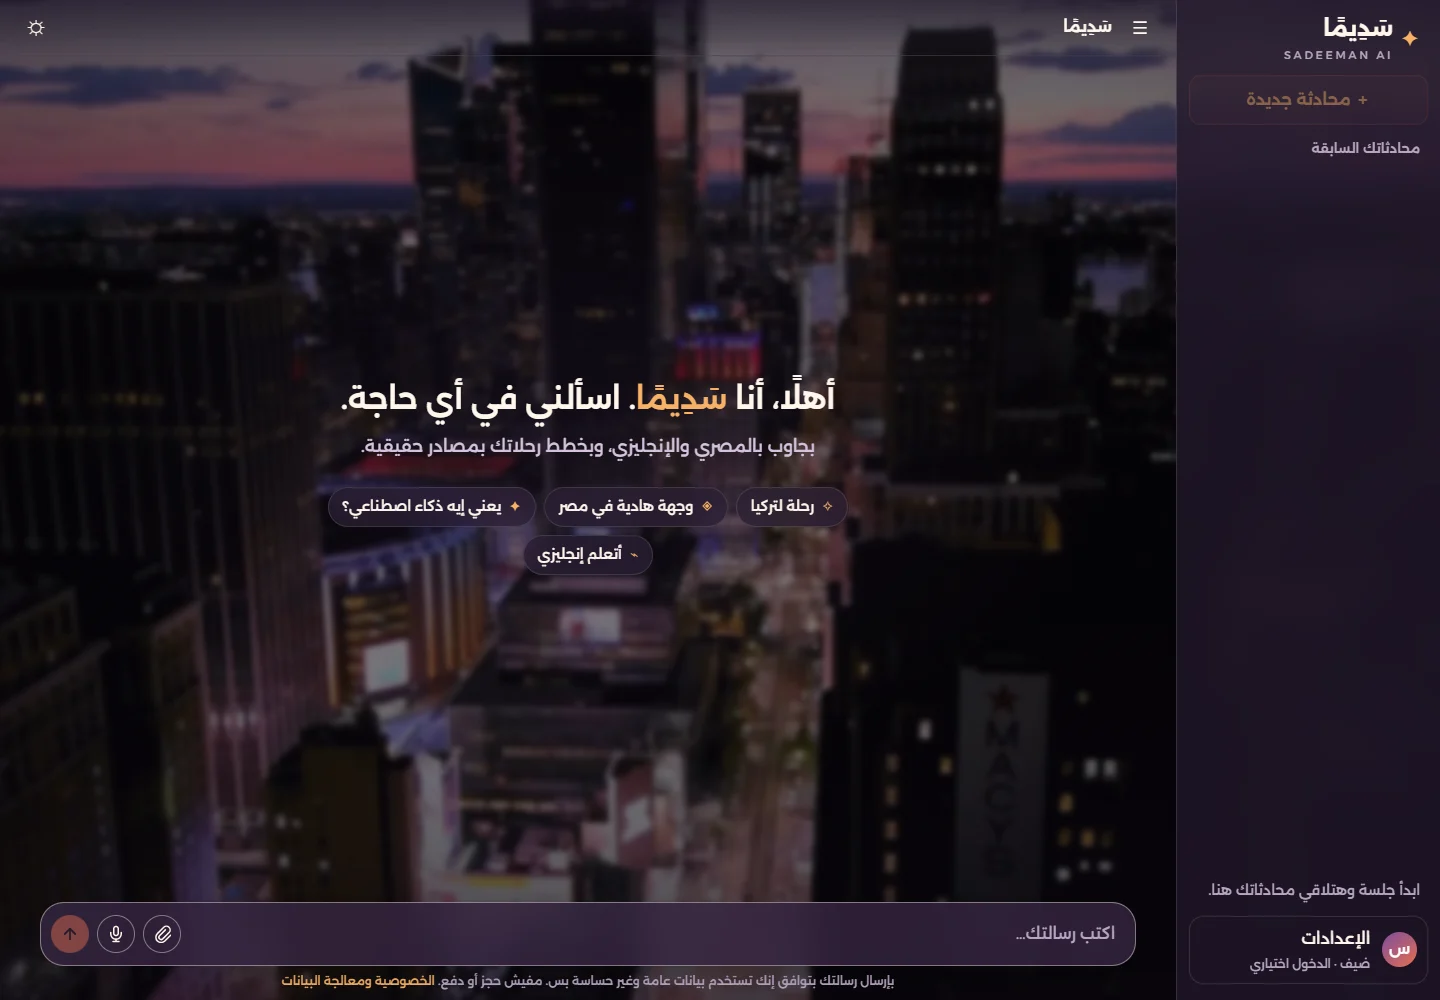 سَدِيمًا
SADEEMAN AI
+ محادثة جديدة
محادثاتك السابقة
ابدأ جلسة وهتلاقي محادثاتك هنا.
س
الإعدادات
ضيف · الدخول اختياري
سَدِيمًا
أهلًا، أنا سَدِيمًا. اسألني في أي حاجة.
بجاوب بالمصري والإنجليزي، وبخطط رحلاتك بمصادر حقيقية.
رحلة لتركيا
وجهة هادية في مصر
يعني إيه ذكاء اصطناعي؟
أتعلم إنجليزي
MACY'S
اكتب رسالتك...
بإرسال رسالتك بتوافق إنك تستخدم بيانات عامة وغير حساسة بس. مفيش حجز أو دفع. الخصوصية ومعالجة البيانات